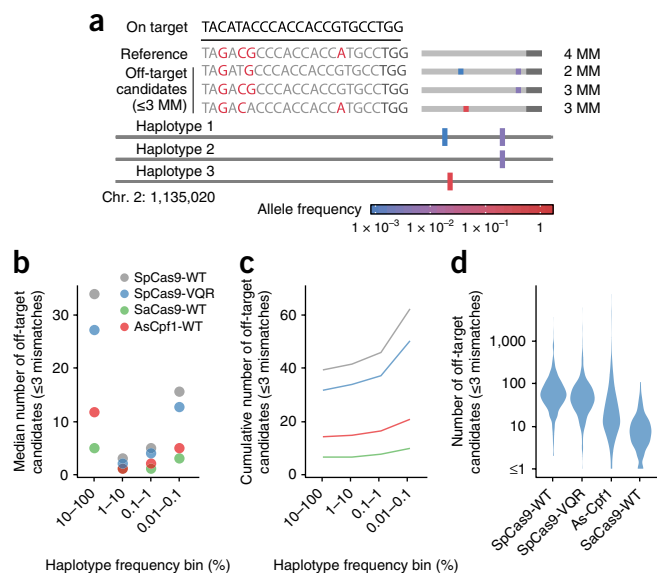 a
On target TACATACCCACCACCGTGCCTGG
Reference TAGACGCCCACCACCATGCCTGG 4 MM
Off-target candidates (≤3 MM)
TAGATGCCCACCACCGTGCCTGG 2 MM
TAGACGCCCACCACCGTGCCTGG 3 MM
TAGACACCCACCACCATGCCTGG 3 MM
Haplotype 1
Haplotype 2
Haplotype 3
Chr. 2: 1,135,020
Allele frequency
1 × 10⁻³ 1 × 10⁻² 1 × 10⁻¹ 1
b
Median number of off-target
candidates (≤3 mismatches)
30
20
10
0
SpCas9-WT
SpCas9-VQR
SaCas9-WT
AsCpf1-WT
10–100 1–10 0.1–1 0.01–0.1
Haplotype frequency bin (%)
c
Cumulative number of off-target
candidates (≤3 mismatches)
60
40
20
0
10–100 1–10 0.1–1 0.01–0.1
Haplotype frequency bin (%)
d
Number of off-target
candidates (≤3 mismatches)
1,000
100
10
≤1
SpCas9-WT SpCas9-VQR As-Cpf1 SaCas9-WT